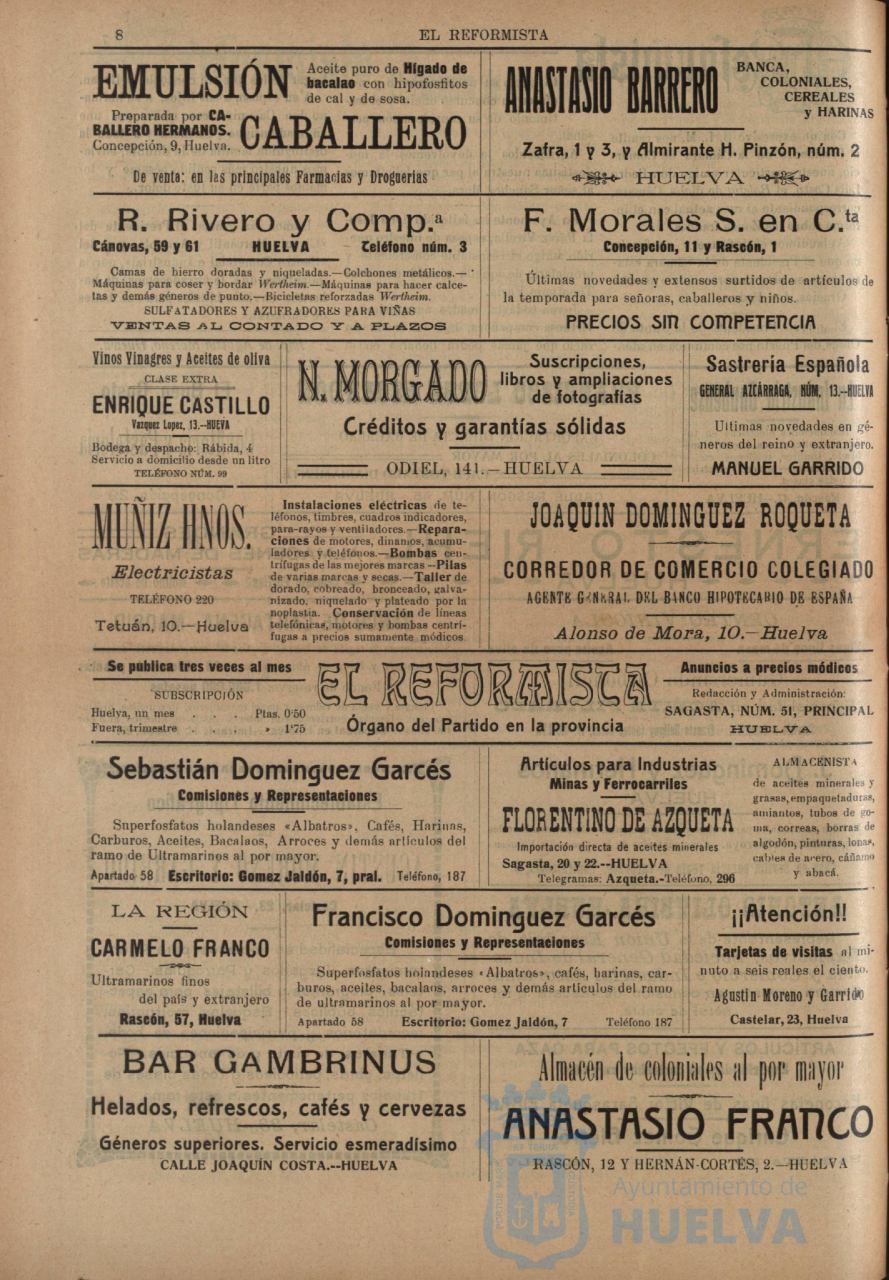 8
EL REFORMISTA
EMULSIÓN
Aceite puro de Hígado de
bacalao con hipofosfitos
de cal y de sosa.
Preparada por CA-
BALLERO HERMANOS.
Concepción, 9, Huelva.
CABALLERO
De venta: en las principales Farmacias y Droguerías
ANASTASIO BARRERO
BANCA,
COLONIALES,
CEREALES
y HARINAS
Zafra, 1 y 3, y Almirante H. Pinzón, núm. 2
HUELVA
R. Rivero y Comp.ª
Cánovas, 59 y 61 HUELVA Teléfono núm. 3
Camas de hierro doradas y niqueladas.—Colchones metálicos.—
Máquinas para coser y bordar Wertheim.—Máquinas para hacer calce-
tas y demás géneros de punto.—Bicicletas reforzadas Wertheim.
SULFATADORES Y AZUFRADORES PARA VIÑAS
VENTAS AL CONTADO Y A PLAZOS
F. Morales S. en C.ta
Concepción, 11 y Rascón, 1
Últimas novedades y extensos surtidos de artículos de
la temporada para señoras, caballeros y niños.
PRECIOS SIN COMPETENCIA
Vinos Vinagres y Aceites de oliva
CLASE EXTRA
ENRIQUE CASTILLO
Vazquez Lopez, 13.--HUEVA
Bodega y despacho: Rábida, 4
Servicio a domicilio desde un litro
TELÉFONO NÚM. 99
N. MORGADO
Suscripciones,
libros y ampliaciones
de fotografías
Créditos y garantías sólidas
ODIEL, 141.—HUELVA
Sastrería Española
GENERAL AZCÁRRAGA, NÚM, 13.--HUELVA
Ultimas novedades en gé-
neros del reino y extranjero.
MANUEL GARRIDO
MUÑIZ HNOS.
Electricistas
TELÉFONO 220
Tetuán, 10.—Huelva
Instalaciones eléctricas de te-
léfonos, timbres, cuadros indicadores,
para-rayos y ventiladores.—Repara-
ciones de motores, dinamos, acumu-
ladores y teléfonos.—Bombas cen-
trífugas de las mejores marcas—Pilas
de varias marcas y secas.—Taller de
dorado, cobreado, bronceado, galva-
nizado, niquelado y plateado por la
noplastia. Conservación de líneas
telefónicas, motores y bombas centrí-
fugas a precios sumamente módicos.
JOAQUIN DOMINGUEZ ROQUETA
CORREDOR DE COMERCIO COLEGIADO
AGENTE GENERAL DEL BANCO HIPOTECARIO DE ESPAÑA
Alonso de Mora, 10.—Huelva
Se publica tres veces al mes
SUBSCRIPCIÓN
Huelva, un mes . . . Ptas. 0'50
Fuera, trimestre . . . » 1'75
EL REFORMISTA
Órgano del Partido en la provincia
Anuncios a precios módicos
Redacción y Administración:
SAGASTA, NÚM. 51, PRINCIPAL
HUELVA
Sebastián Dominguez Garcés
Comisiones y Representaciones
Superfosfatos holandeses «Albatros», Cafés, Harinas,
Carburos, Aceites, Bacalaos, Arroces y demás artículos del
ramo de Ultramarinos al por mayor.
Apartado 58 Escritorio: Gomez Jaldón, 7, pral. Teléfono, 187
Artículos para Industrias
Minas y Ferrocarriles
FLORENTINO DE AZQUETA
Importación directa de aceites minerales
Sagasta, 20 y 22.--HUELVA
Telegramas: Azqueta.-Teléfono, 296
ALMACENISTA
de aceites minerales y
grasas, empaquetaduras,
amiantos, tubos de go-
ma, correas, borras de
algodón, pinturas, lonas,
cables de acero, cáñamo
y abacá.
LA REGIÓN
CARMELO FRANCO
Ultramarinos finos
del país y extranjero
Rascón, 57, Huelva
Francisco Dominguez Garcés
Comisiones y Representaciones
Superfosfatos holandeses «Albatros», cafés, harinas, car-
buros, aceites, bacalaos, arroces y demás artículos del ramo
de ultramarinos al por mayor.
Apartado 58 Escritorio: Gomez Jaldón, 7 Teléfono 187
¡¡Atención!!
Tarjetas de visitas al mi-
nuto a seis reales el ciento.
Agustin Moreno y Garrido
Castelar, 23, Huelva
BAR GAMBRINUS
Helados, refrescos, cafés y cervezas
Géneros superiores. Servicio esmeradísimo
CALLE JOAQUÍN COSTA.--HUELVA
Almacén de coloniales al por mayor
ANASTASIO FRANCO
RASCÓN, 12 Y HERNÁN-CORTÉS, 2.—HUELVA
Ayuntamiento de
HUELVA